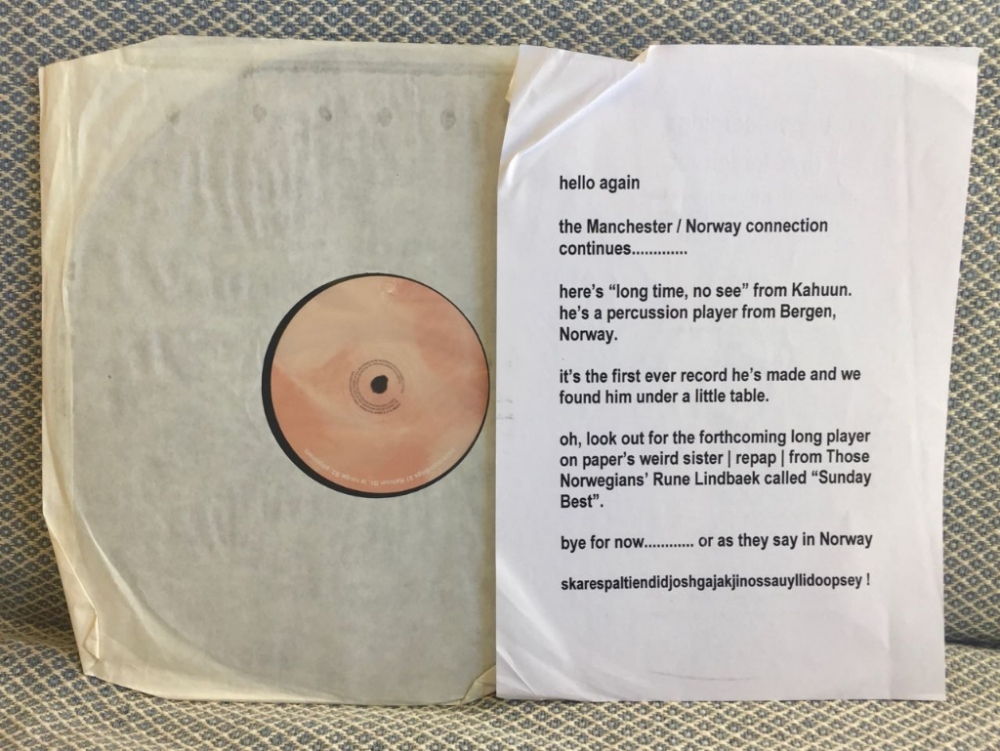 hello again
the Manchester / Norway connection
continues.............
here's “long time, no see” from Kahuun.
he's a percussion player from Bergen,
Norway.
it's the first ever record he's made and we
found him under a little table.
oh, look out for the forthcoming long player
on paper's weird sister | repap | from Those
Norwegians' Rune Lindbaek called “Sunday
Best”.
bye for now............ or as they say in Norway
skarespaltiendidjoshgajakjinossauyllidoopsey !